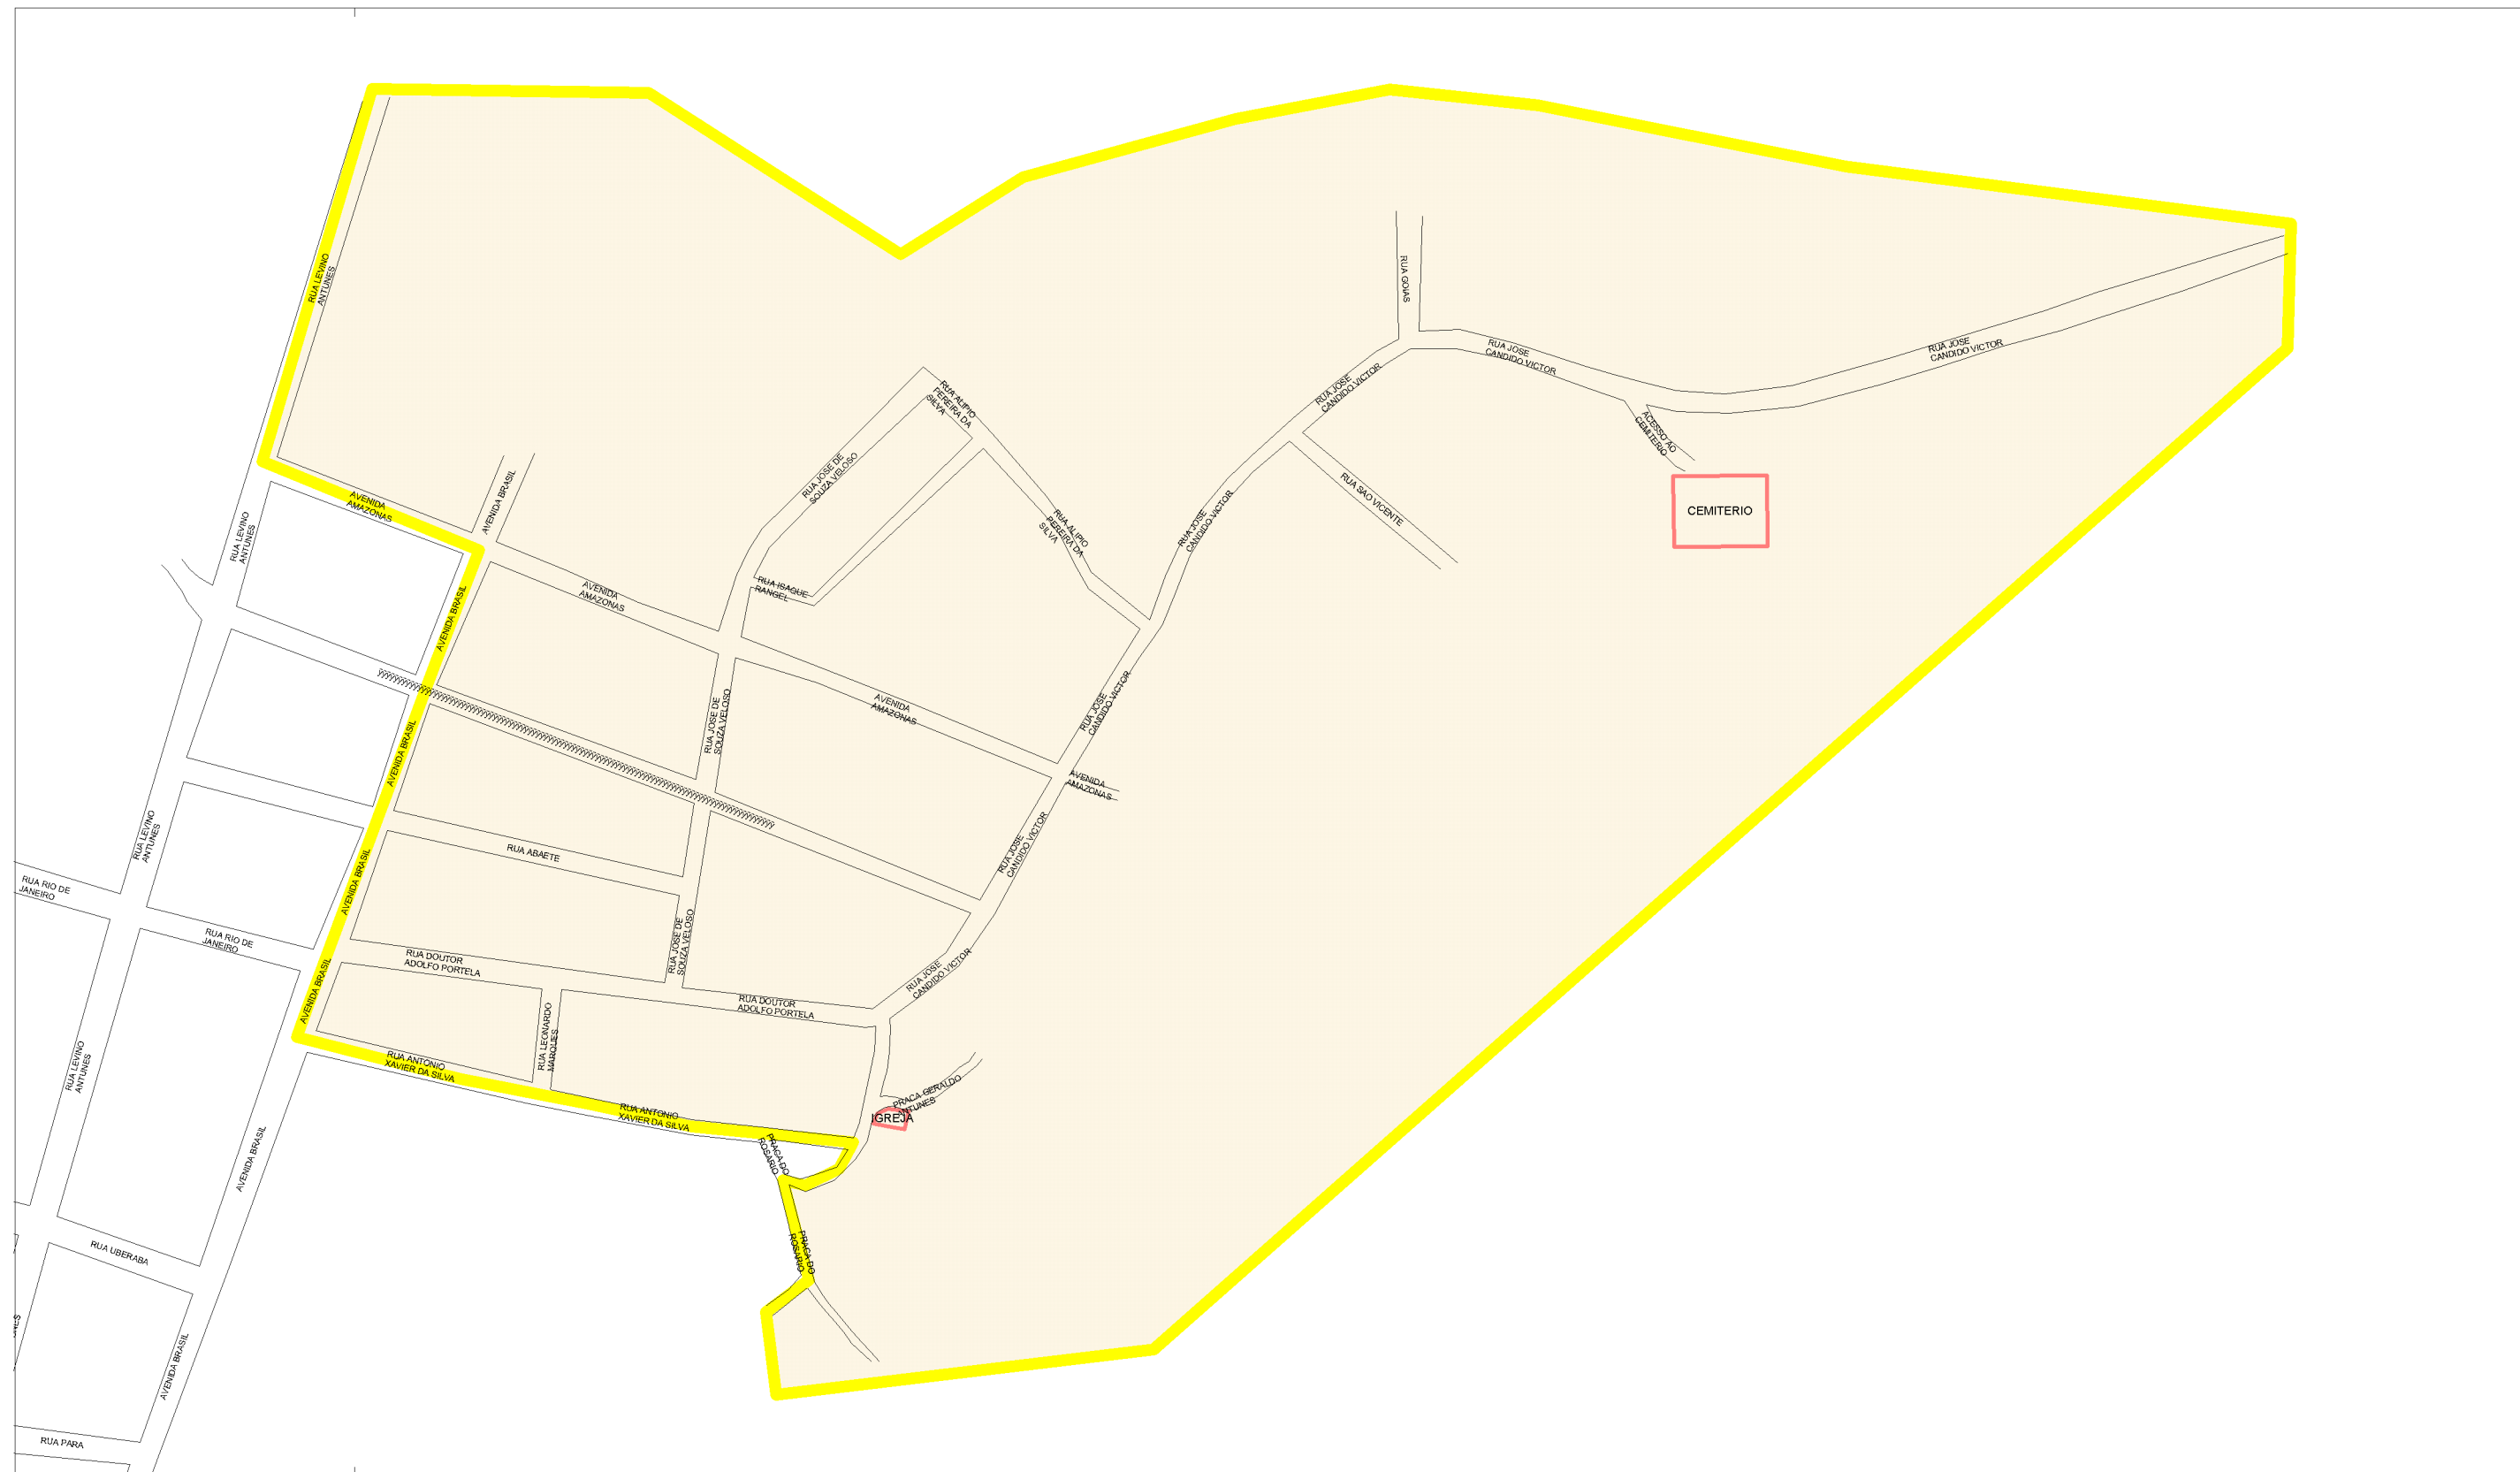 RUA LEVINO
ANTUNES
RUA GOIAS
RUA JOSE
CANDIDO VICTOR
RUA JOSE
CANDIDO VICTOR
RUA JOSE
CANDIDO VICTOR
RUA ALIPIO
PEREIRA DA
SILVA
ACESSO AO
CEMITERIO
CEMITERIO
RUA JOSE DE
SOUZA VELOSO
AVENIDA BRASIL
AVENIDA
AMAZONAS
RUA SAO VICENTE
RUA LEVINO
ANTUNES
RUA ALIPIO
PEREIRA DA
SILVA
RUA JOSE
CANDIDO VICTOR
RUA ISAQUE
RANGEL
AVENIDA
AMAZONAS
AVENIDA BRASIL
RUA JOSE DE
SOUZA VELOSO
AVENIDA
AMAZONAS
RUA JOSE
CANDIDO VICTOR
AVENIDA BRASIL
AVENIDA
AMAZONAS
RUA LEVINO
ANTUNES
RUA ABAETE
RUA JOSE
CANDIDO VICTOR
RUA RIO DE
JANEIRO
AVENIDA BRASIL
RUA RIO DE
JANEIRO
RUA JOSE DE
SOUZA VELOSO
RUA DOUTOR
ADOLFO PORTELA
RUA JOSE
CANDIDO VICTOR
AVENIDA BRASIL
RUA DOUTOR
ADOLFO PORTELA
RUA LEONARDO
MARQUES
RUA LEVINO
ANTUNES
RUA ANTONIO
XAVIER DA SILVA
RUA ANTONIO
XAVIER DA SILVA
PRACA GERALDO
ANTUNES
IGREJA
PRACA DO
ROSARIO
AVENIDA BRASIL
RUA UBERABA
PRACA DO
ROSARIO
AVENIDA BRASIL
RUA PARA